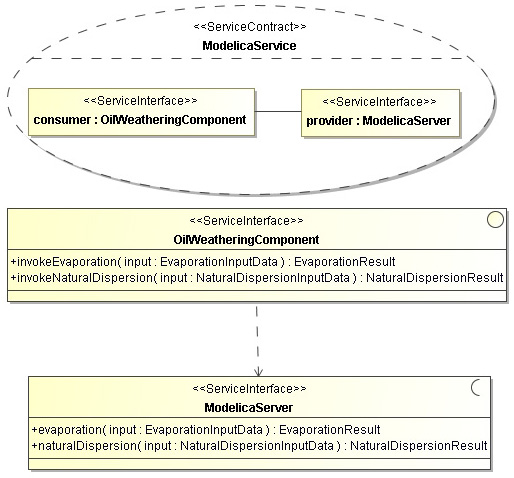 <<ServiceContract>>
ModelicaService
<<ServiceInterface>>
consumer : OilWeatheringComponent
<<ServiceInterface>>
provider : ModelicaServer
<<ServiceInterface>>
OilWeatheringComponent
+invokeEvaporation( input : EvaporationInputData ) : EvaporationResult
+invokeNaturalDispersion( input : NaturalDispersionInputData ) : NaturalDispersionResult
<<ServiceInterface>>
ModelicaServer
+evaporation( input : EvaporationInputData ) : EvaporationResult
+naturalDispersion( input : NaturalDispersionInputData ) : NaturalDispersionResult